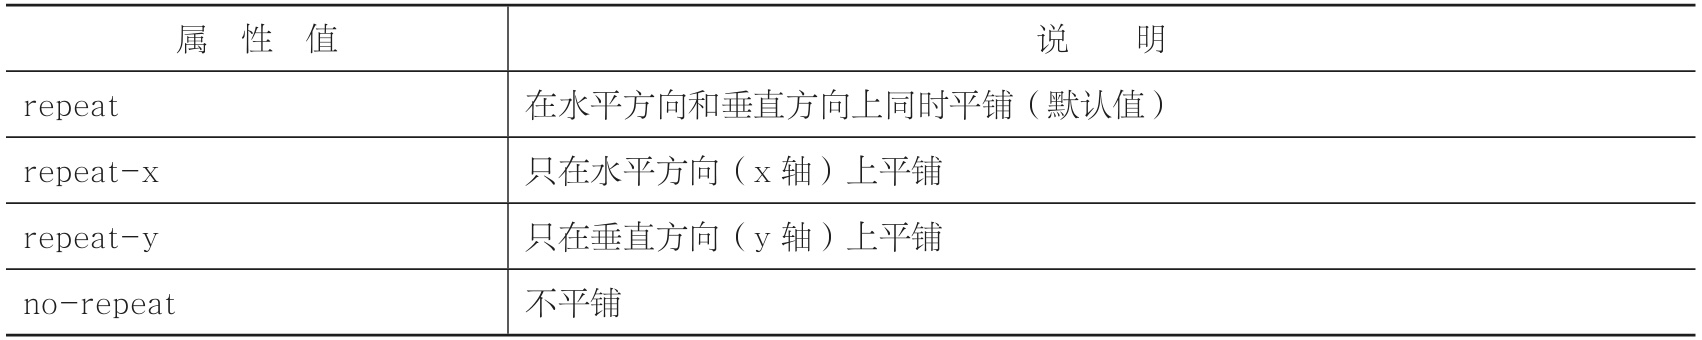 属 性 值 说 明
repeat 在水平方向和垂直方向上同时平铺（默认值）
repeat-x 只在水平方向（x 轴）上平铺
repeat-y 只在垂直方向（y 轴）上平铺
no-repeat 不平铺